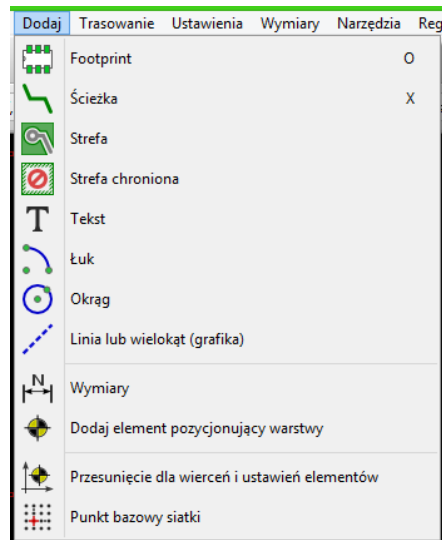 Dodaj Trasowanie Ustawienia Wymiary Narzędzia Reg
Footprint O
Ścieżka X
Strefa
Strefa chroniona
Tekst
Łuk
Okrąg
Linia lub wielokąt (grafika)
N
Wymiary
Dodaj element pozycjonujący warstwy
Przesunięcie dla wierceń i ustawień elementów
Punkt bazowy siatki